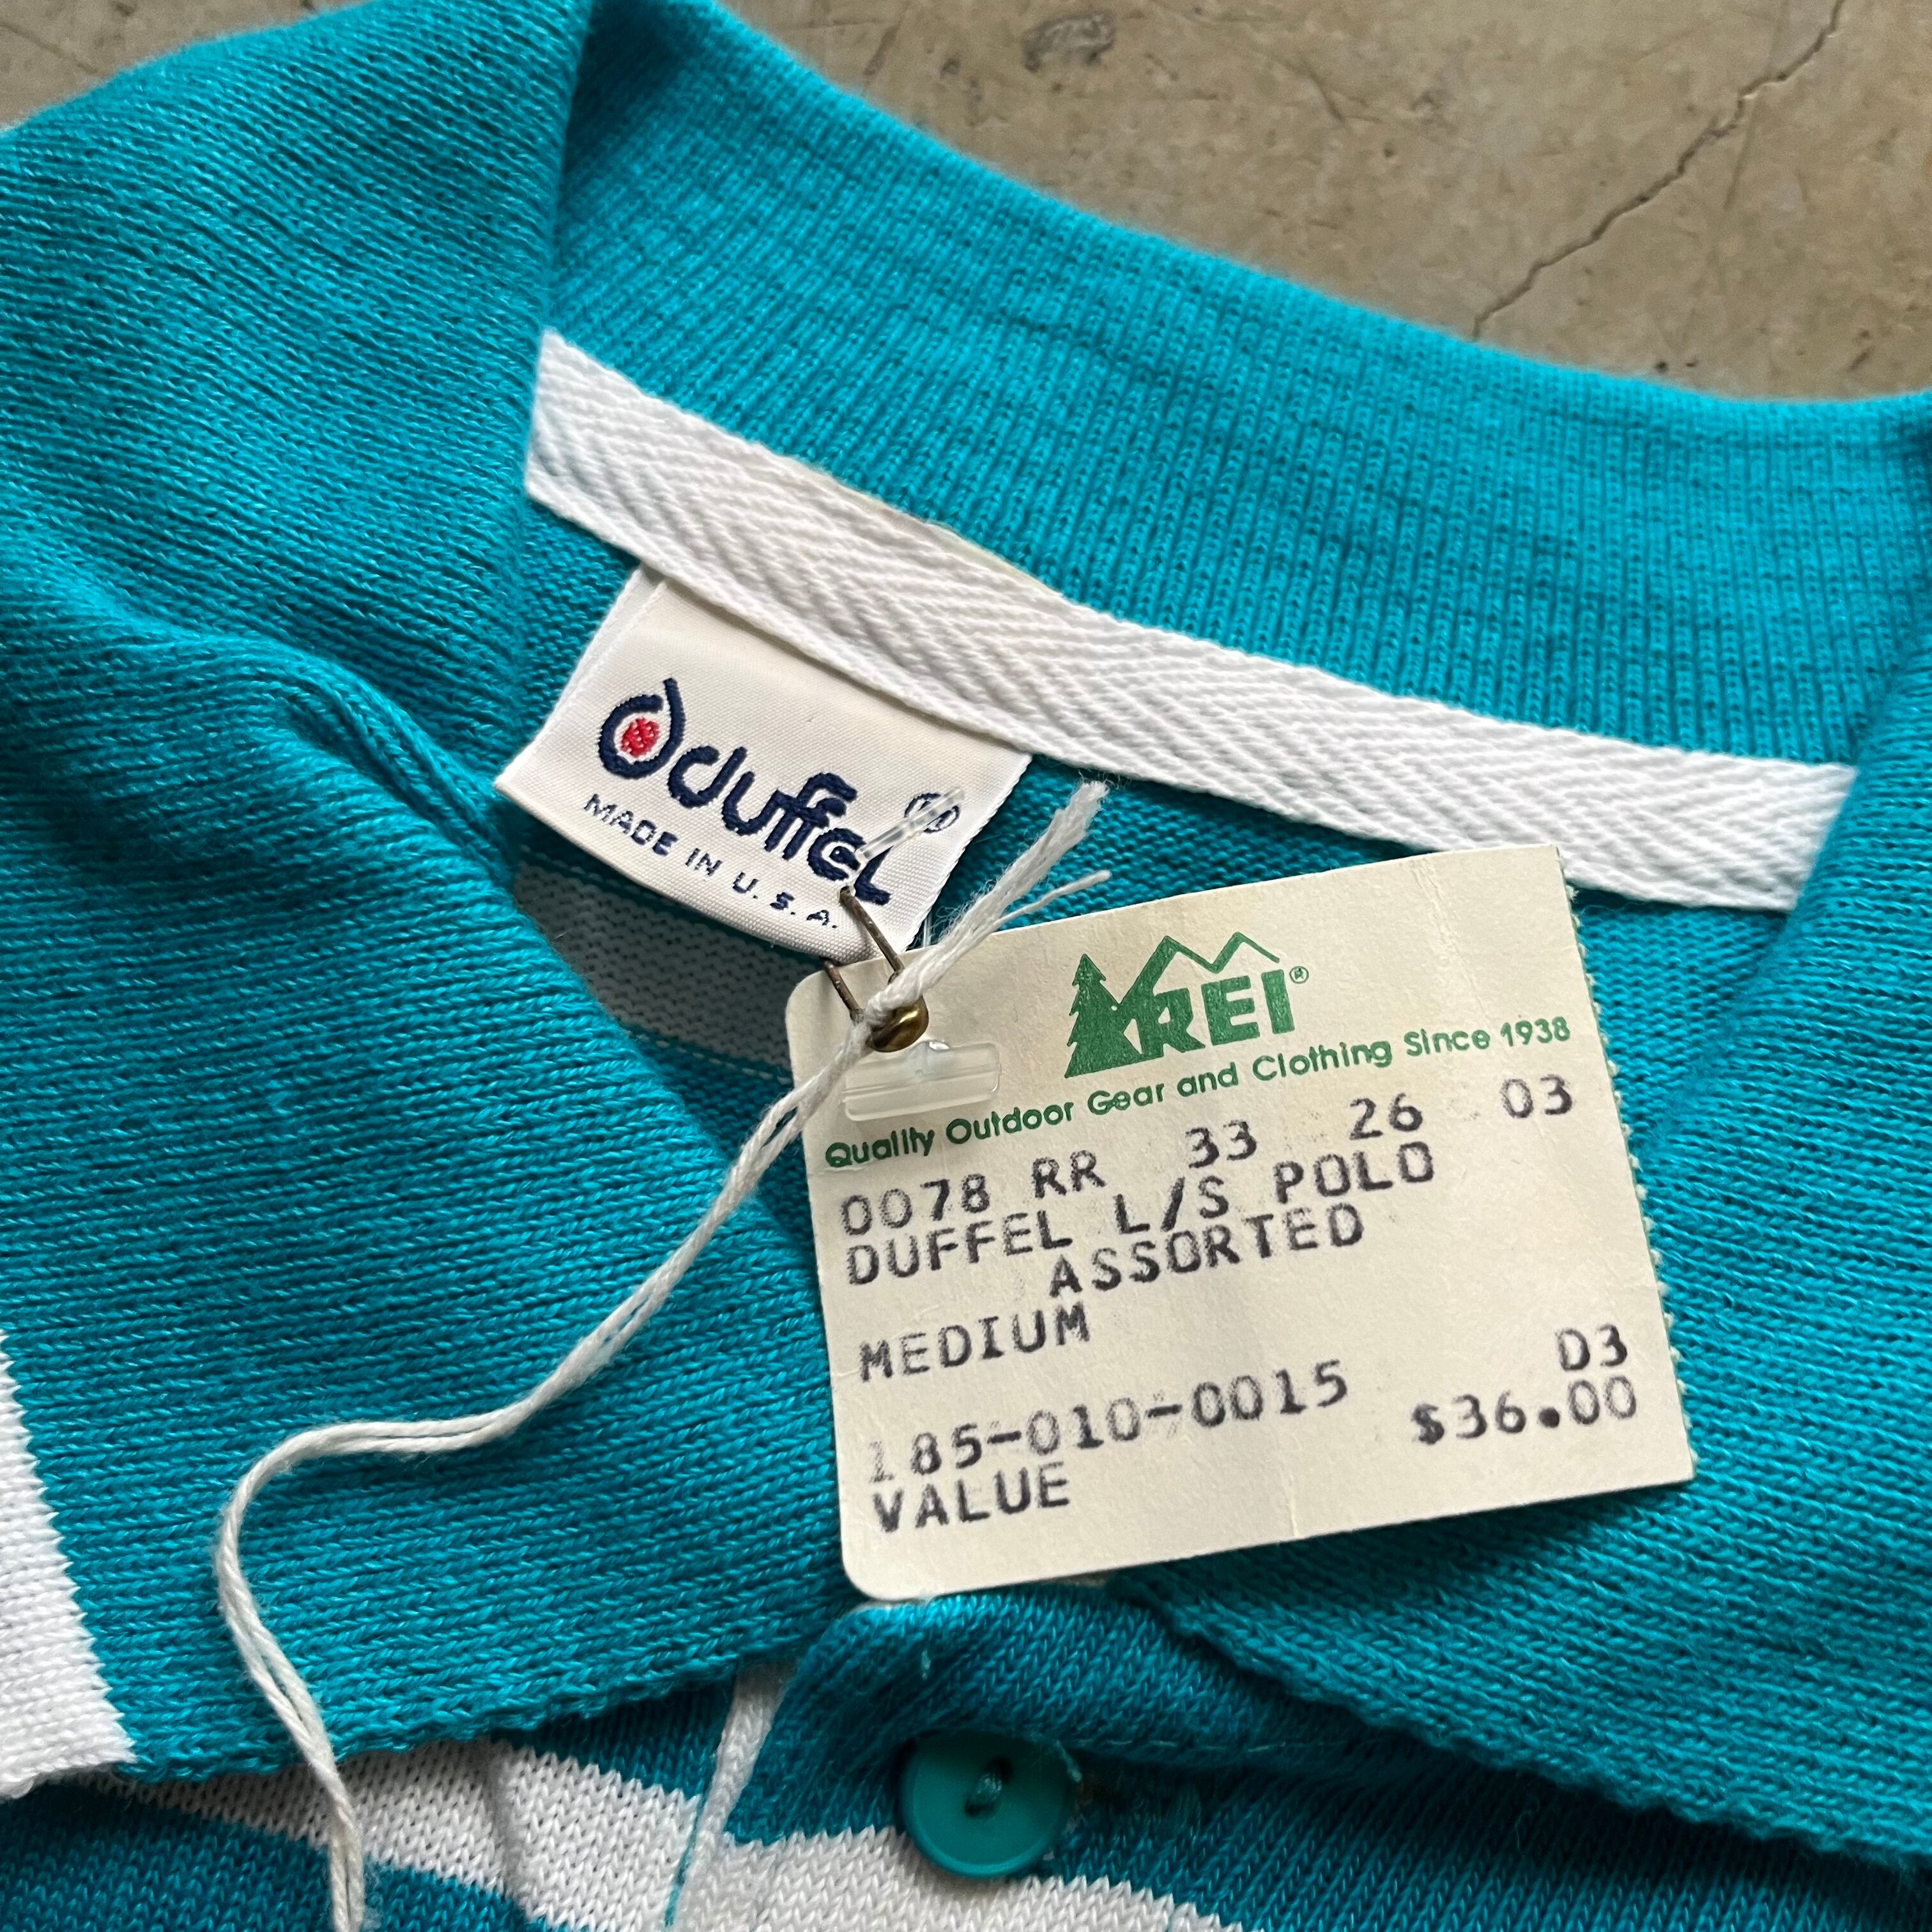 duffel®
MADE IN U.S.A.
REI®
Quality Outdoor Gear and Clothing Since 1938
0078 RR 33 26 03
DUFFEL L/S POLO
ASSORTED
MEDIUM
D3
185-010-0015 $36.00
VALUE